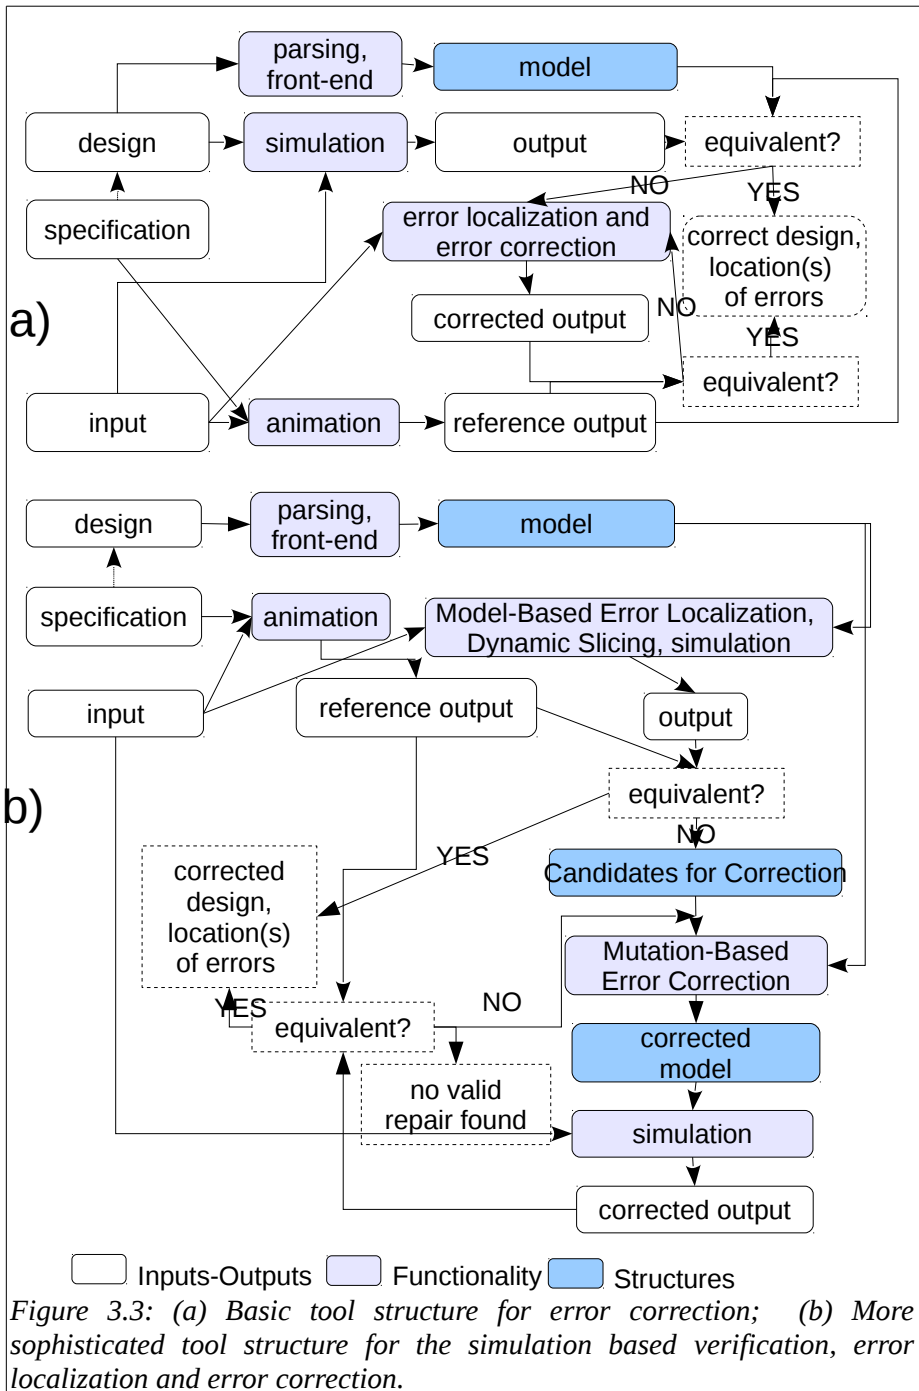 parsing,
front-end
model
design
simulation
output
equivalent?
NO
YES
specification
error localization and
error correction
correct design,
location(s)
of errors
a)
corrected output
NO
YES
equivalent?
input
animation
reference output
design
parsing,
front-end
model
specification
animation
Model-Based Error Localization,
Dynamic Slicing, simulation
input
reference output
output
equivalent?
b)
NO
YES
corrected
design,
location(s)
of errors
Candidates for Correction
Mutation-Based
Error Correction
YES
equivalent?
NO
corrected
model
no valid
repair found
simulation
corrected output
Inputs-Outputs
Functionality
Structures
Figure 3.3: (a) Basic tool structure for error correction; (b) More
sophisticated tool structure for the simulation based verification, error
localization and error correction.